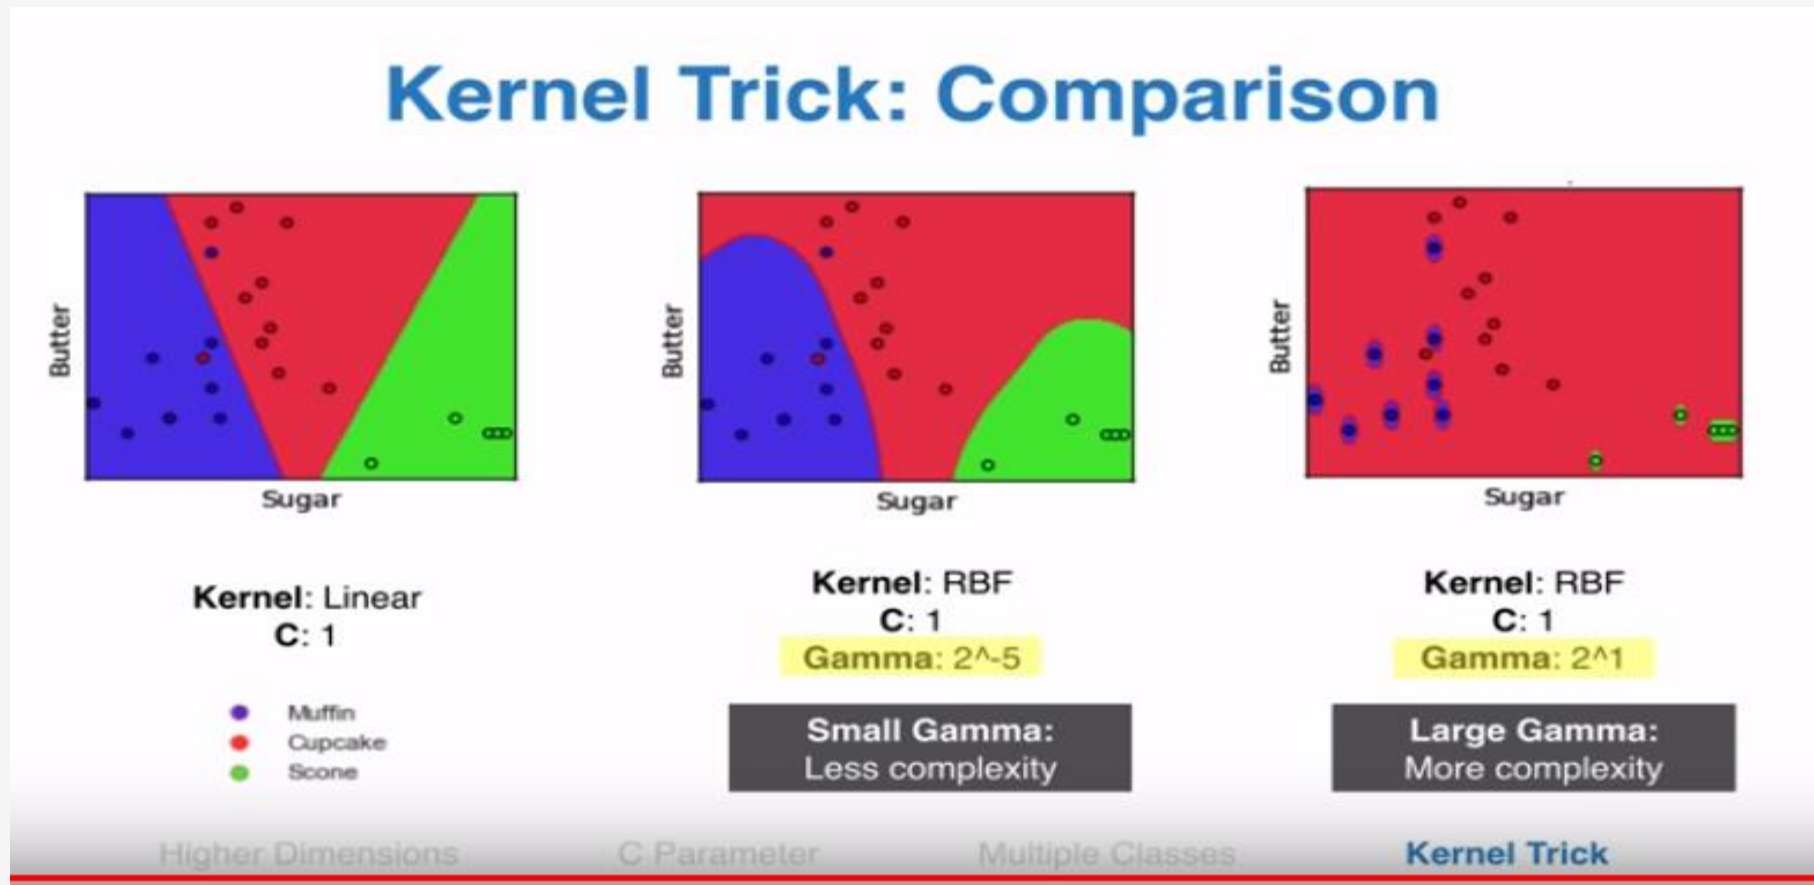 Kernel Trick: Comparison
Butter
Sugar
Butter
Sugar
Butter
Sugar
Kernel: Linear
C: 1
Muffin
Cupcake
Scone
Kernel: RBF
C: 1
Gamma: 2^-5
Small Gamma:
Less complexity
Kernel: RBF
C: 1
Gamma: 2^1
Large Gamma:
More complexity
Higher Dimensions
C Parameter
Multiple Classes
Kernel Trick